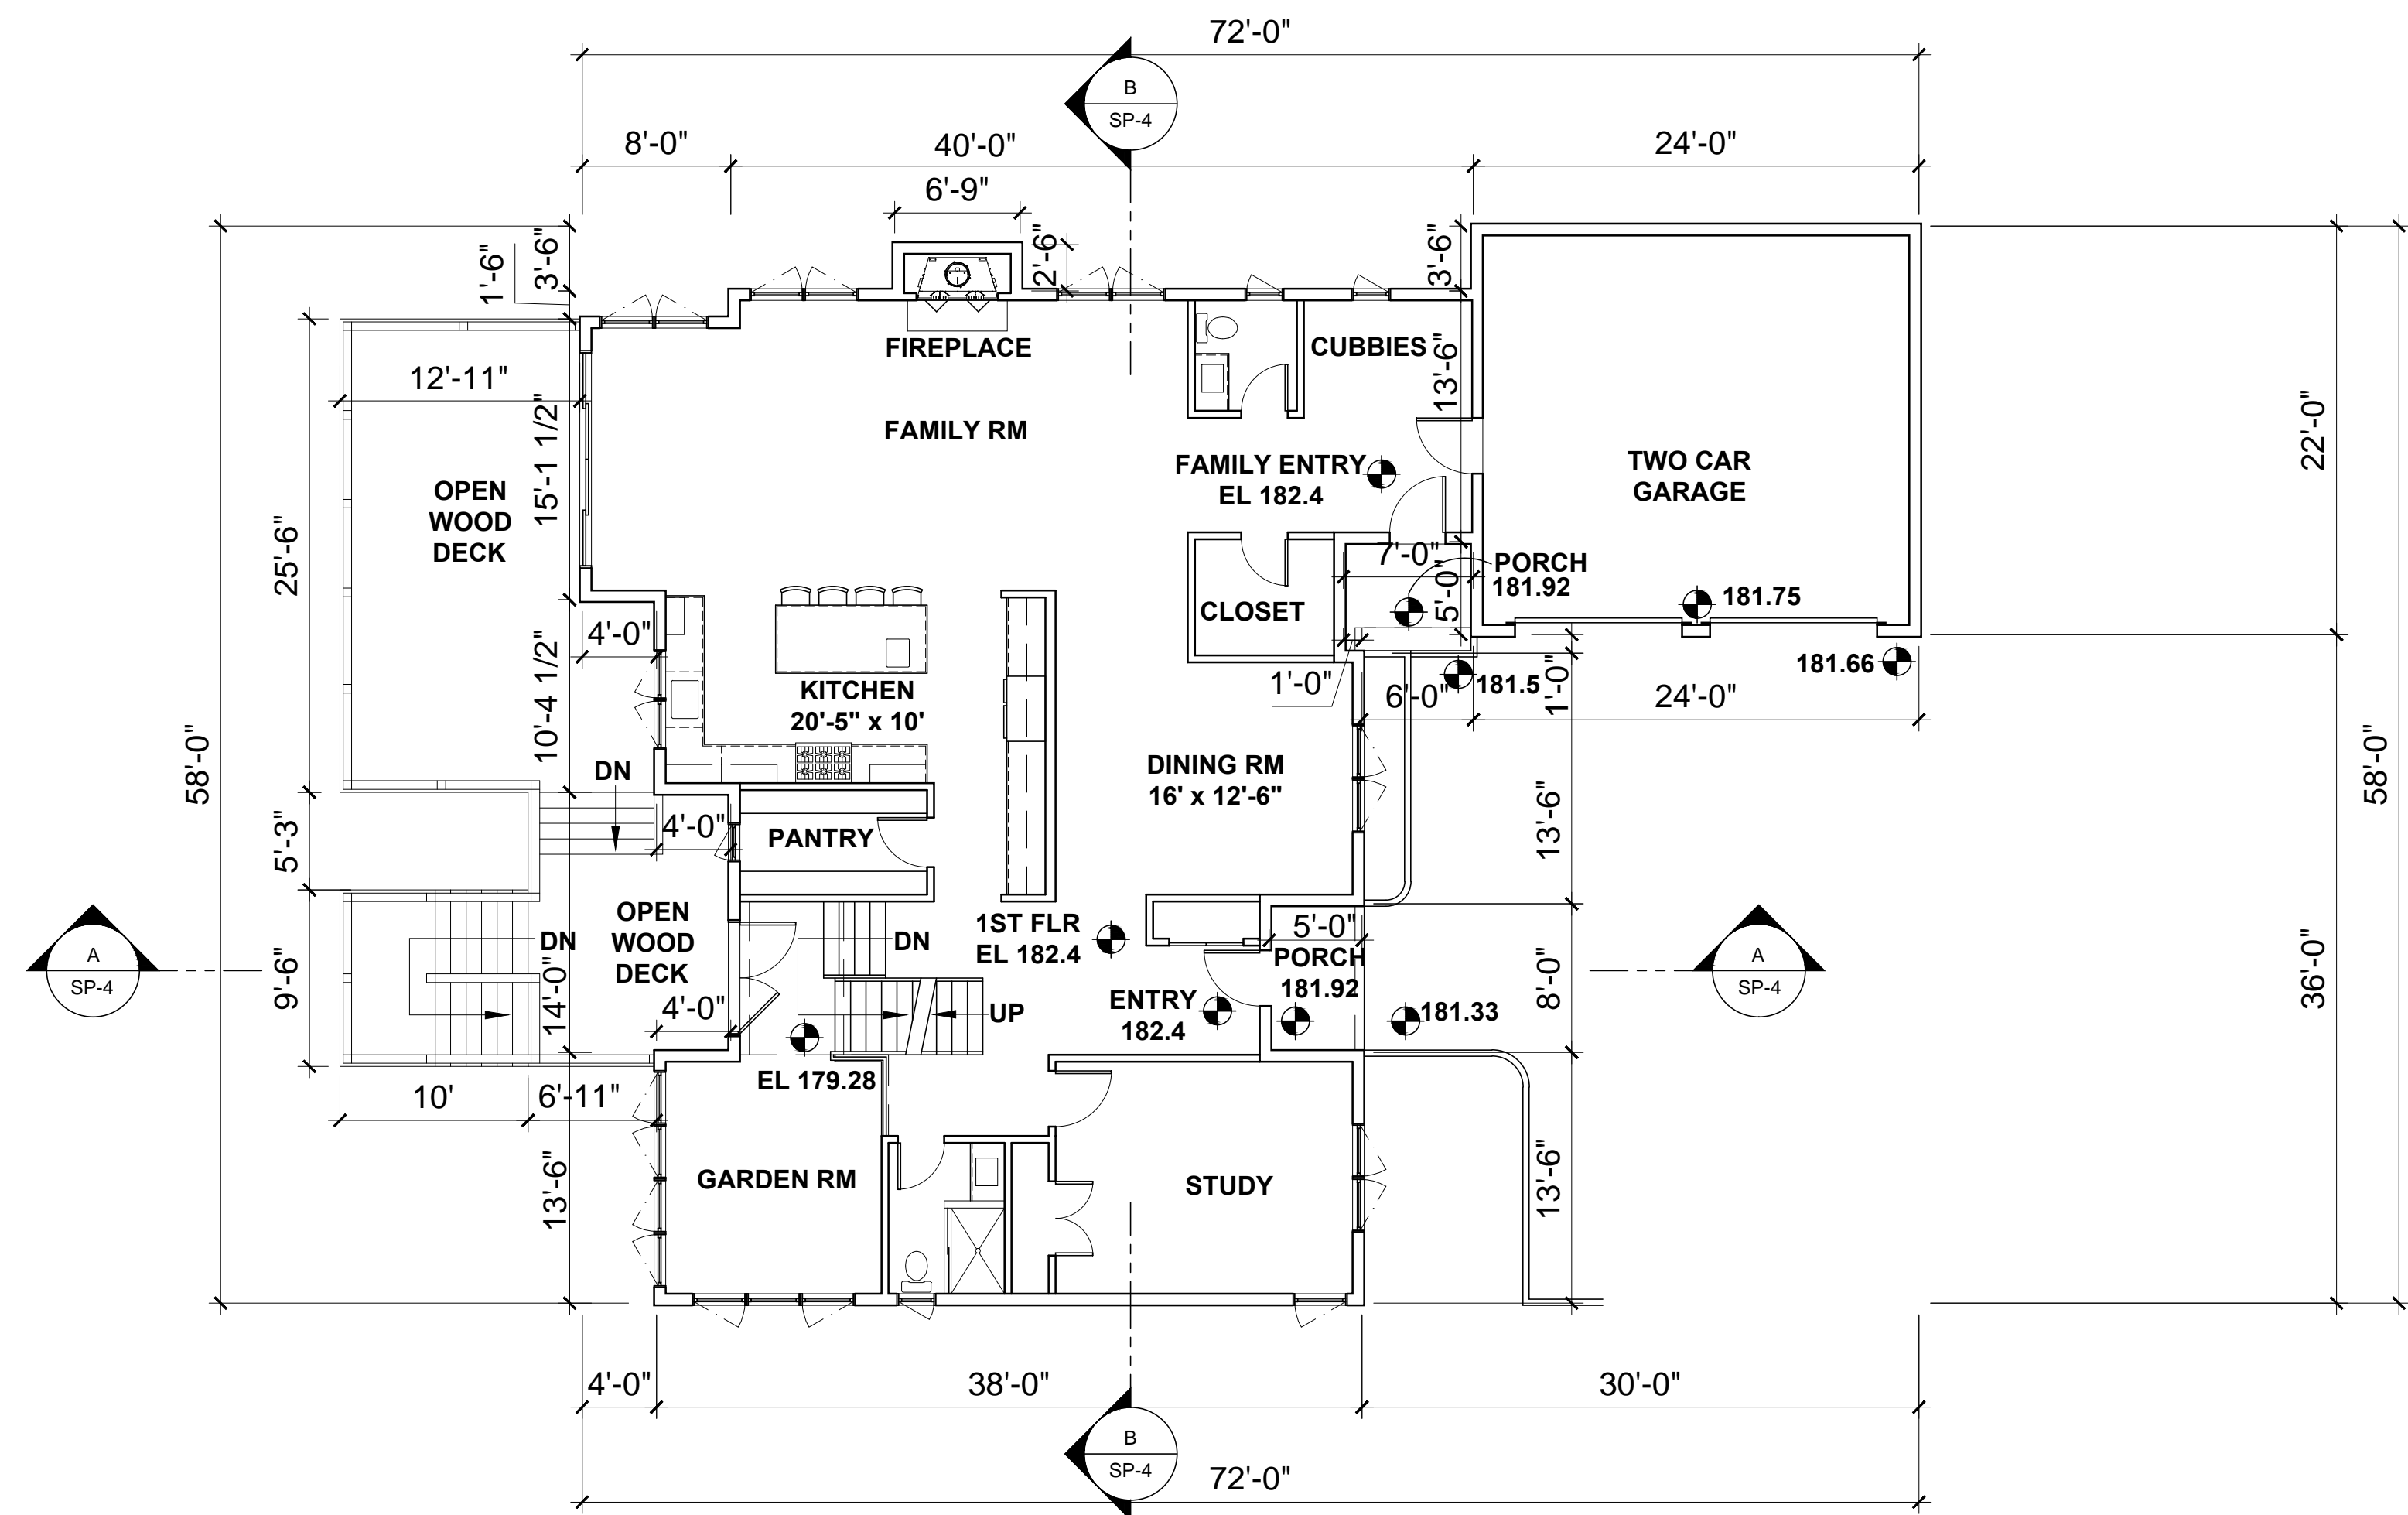 72'-0"
B
SP-4
8'-0"
40'-0"
24'-0"
6'-9"
1'-6"
3'-6"
2'-6"
3'-6"
FIREPLACE
CUBBIES
12'-11"
13'-6"
15'-1 1/2"
FAMILY RM
22'-0"
FAMILY ENTRY
EL 182.4
TWO CAR
GARAGE
OPEN
WOOD
DECK
25'-6"
7'-0"
PORCH
181.92
5'-0"
181.75
CLOSET
4'-0"
10'-4 1/2"
181.66
KITCHEN
20'-5" x 10'
1'-0"
6'-0"
181.5
1'-0"
24'-0"
58'-0"
58'-0"
DN
DINING RM
16' x 12'-6"
13'-6"
5'-3"
4'-0"
PANTRY
OPEN
WOOD
DECK
1ST FLR
EL 182.4
5'-0"
DN
DN
PORCH
181.92
A
SP-4
9'-6"
14'-0"
4'-0"
ENTRY
182.4
UP
181.33
8'-0"
A
SP-4
36'-0"
EL 179.28
10'
6'-11"
13'-6"
GARDEN RM
STUDY
13'-6"
4'-0"
38'-0"
30'-0"
B
SP-4
72'-0"